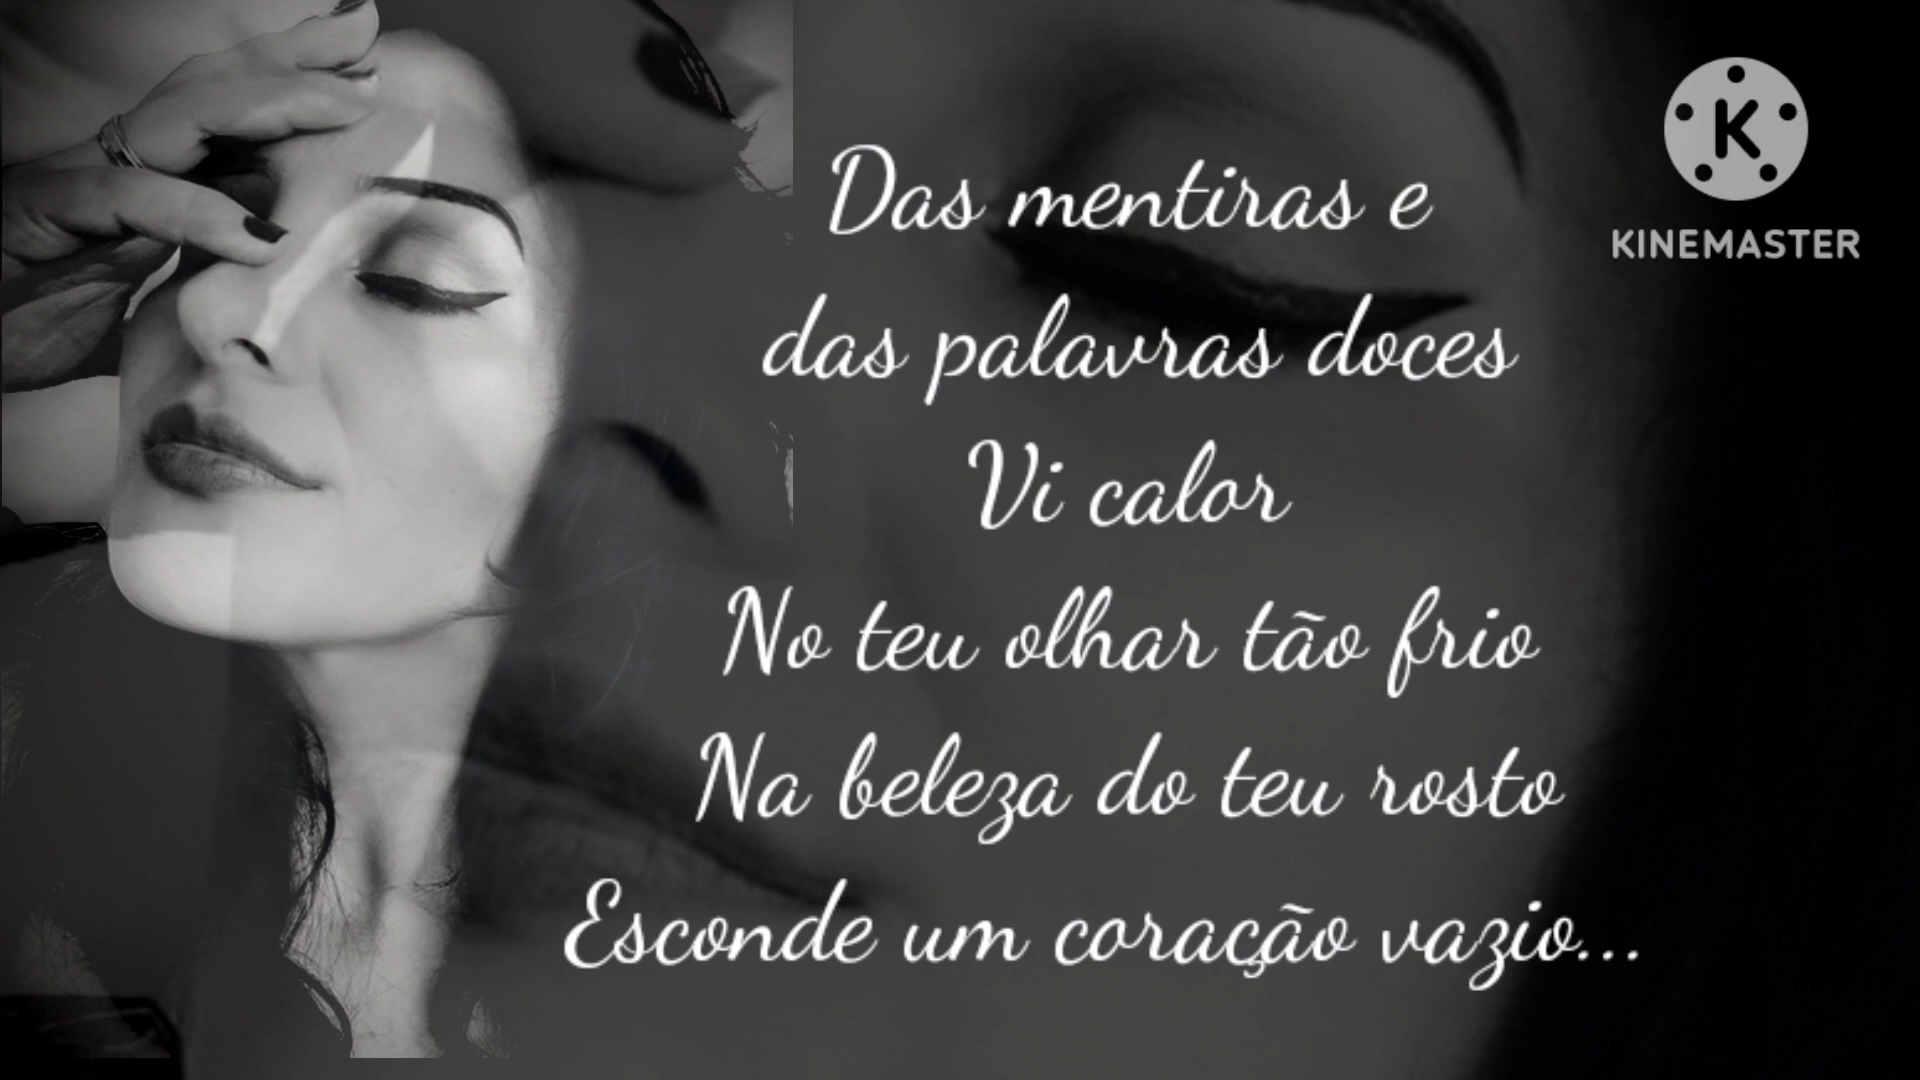 Das mentiras e
das palavras doces
Vi calor
No teu olhar tão frio
Na beleza do teu rosto
Esconde um coração vazio...
K
KINEMASTER